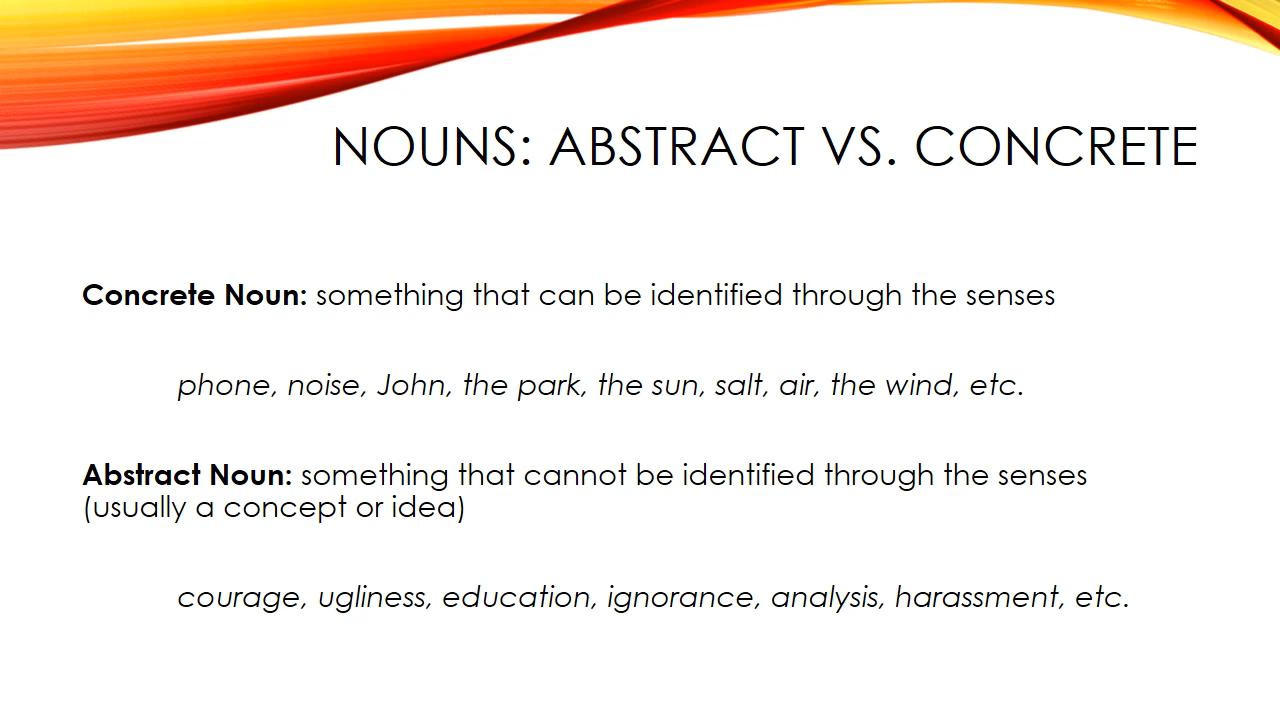 NOUNS: ABSTRACT VS. CONCRETE
Concrete Noun: something that can be identified through the senses
phone, noise, John, the park, the sun, salt, air, the wind, etc.
Abstract Noun: something that cannot be identified through the senses
(usually a concept or idea)
courage, ugliness, education, ignorance, analysis, harassment, etc.